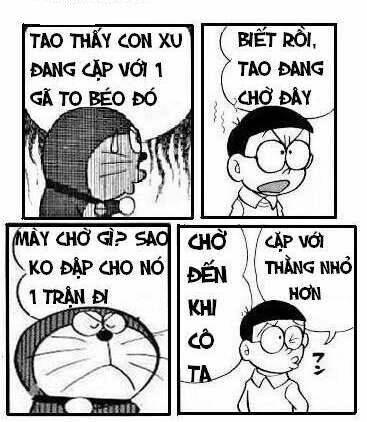 TAO THẤY CON XU
ĐANG CẶP VỚI 1
GÃ TO BÉO ĐÓ
BIẾT RỒI,
TAO ĐANG
CHỜ ĐÂY
MÀY CHỜ GÌ? SAO
KO ĐẬP CHO NÓ
1 TRẬN ĐI
CHỜ
ĐẾN
KHI
CÔ
TA
CẶP VỚI
THẰNG NHỎ
HƠN
?